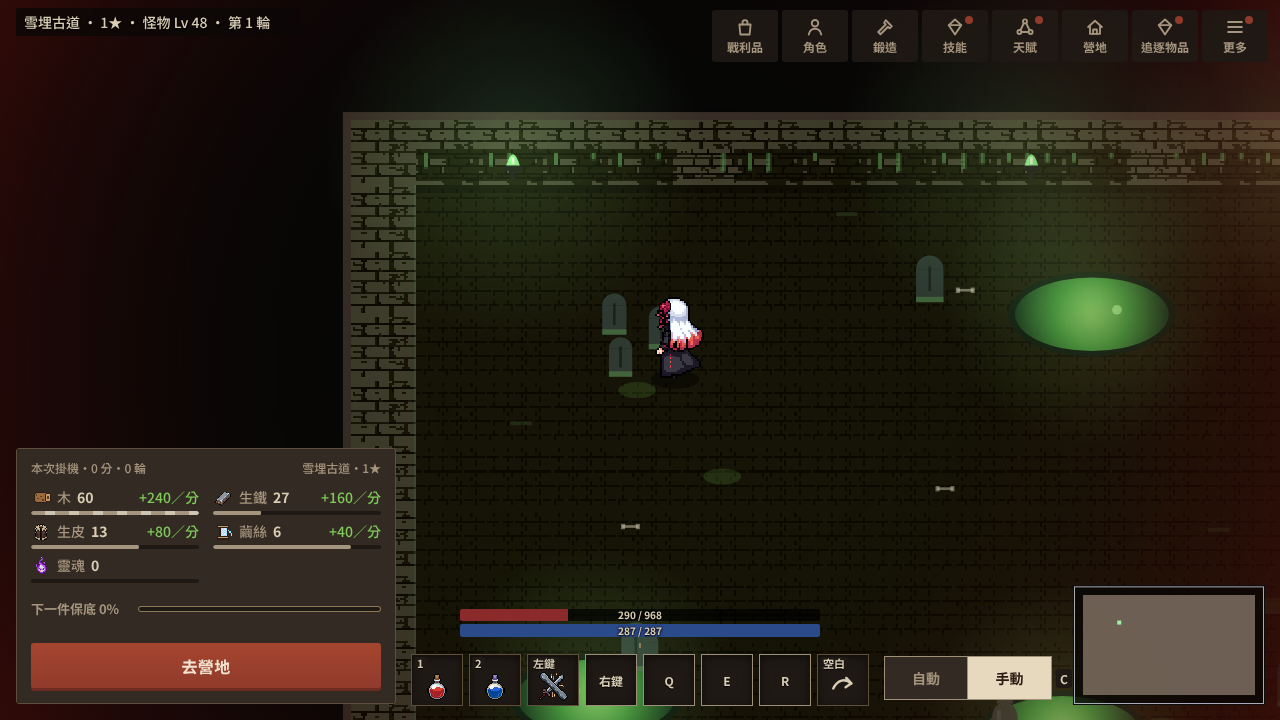 雪埋古道 • 1★ • 怪物 Lv 48 • 第 1 輪
戰利品
角色
鍛造
技能
天賦
營地
追逐物品
更多
本次掛機・0 分・0 輪
雪埋古道・1★
木 60 +240／分
生鐵 27 +160／分
生皮 13 +80／分
繭絲 6 +40／分
靈魂 0
下一件保底 0%
去營地
290 / 968
287 / 287
1
2
左鍵
右鍵
Q
E
R
空白
自動
手動
C